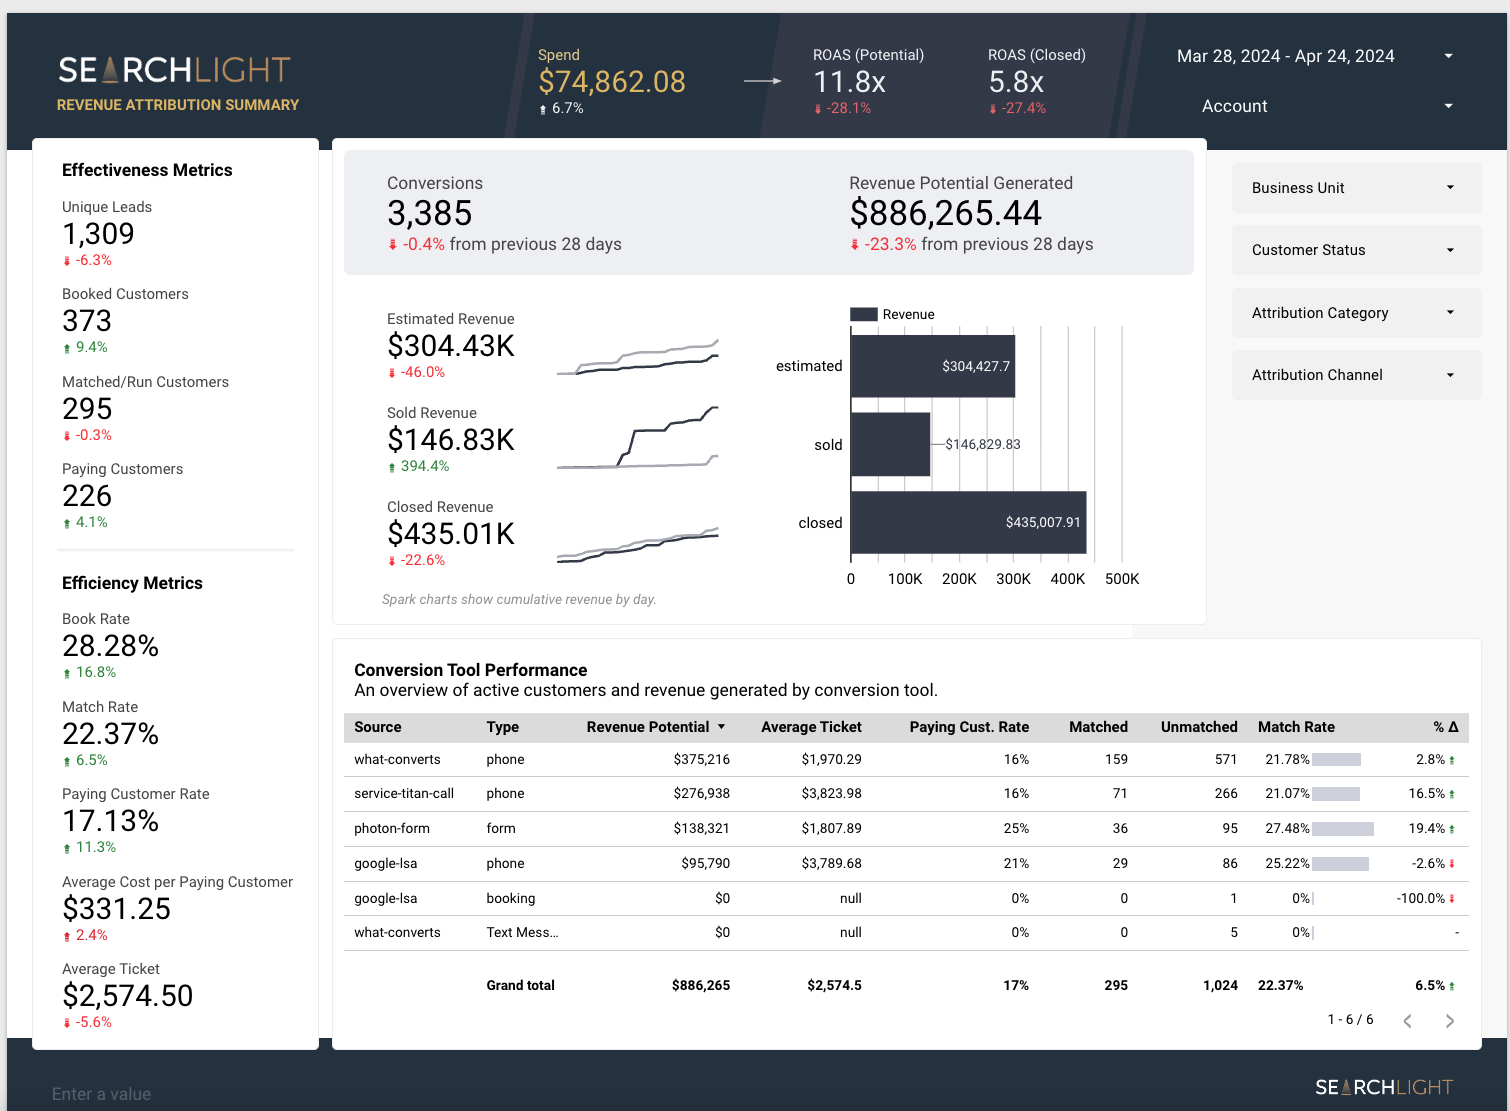 SEARCHLIGHT
REVENUE ATTRIBUTION SUMMARY
Spend
$74,862.08
6.7%
ROAS (Potential)
11.8x
-28.1%
ROAS (Closed)
5.8x
-27.4%
Mar 28, 2024 - Apr 24, 2024
Account
Effectiveness Metrics
Unique Leads
1,309
-6.3%
Booked Customers
373
9.4%
Matched/Run Customers
295
-0.3%
Paying Customers
226
4.1%
Efficiency Metrics
Book Rate
28.28%
16.8%
Match Rate
22.37%
6.5%
Paying Customer Rate
17.13%
11.3%
Average Cost per Paying Customer
$331.25
2.4%
Average Ticket
$2,574.50
-5.6%
Conversions
3,385
-0.4% from previous 28 days
Revenue Potential Generated
$886,265.44
-23.3% from previous 28 days
Estimated Revenue
$304.43K
-46.0%
Sold Revenue
$146.83K
394.4%
Closed Revenue
$435.01K
-22.6%
Spark charts show cumulative revenue by day.
Revenue
estimated $304,427.7
sold $146,829.83
closed $435,007.91
0 100K 200K 300K 400K 500K
Business Unit
Customer Status
Attribution Category
Attribution Channel
Conversion Tool Performance
An overview of active customers and revenue generated by conversion tool.
Source Type Revenue Potential Average Ticket Paying Cust. Rate Matched Unmatched Match Rate % Δ
what-converts phone $375,216 $1,970.29 16% 159 571 21.78% 2.8%
service-titan-call phone $276,938 $3,823.98 16% 71 266 21.07% 16.5%
photon-form form $138,321 $1,807.89 25% 36 95 27.48% 19.4%
google-lsa phone $95,790 $3,789.68 21% 29 86 25.22% -2.6%
google-lsa booking $0 null 0% 0 1 0% -100.0%
what-converts Text Mess... $0 null 0% 0 5 0% -
Grand total $886,265 $2,574.5 17% 295 1,024 22.37% 6.5%
1 - 6 / 6
Enter a value
SEARCHLIGHT